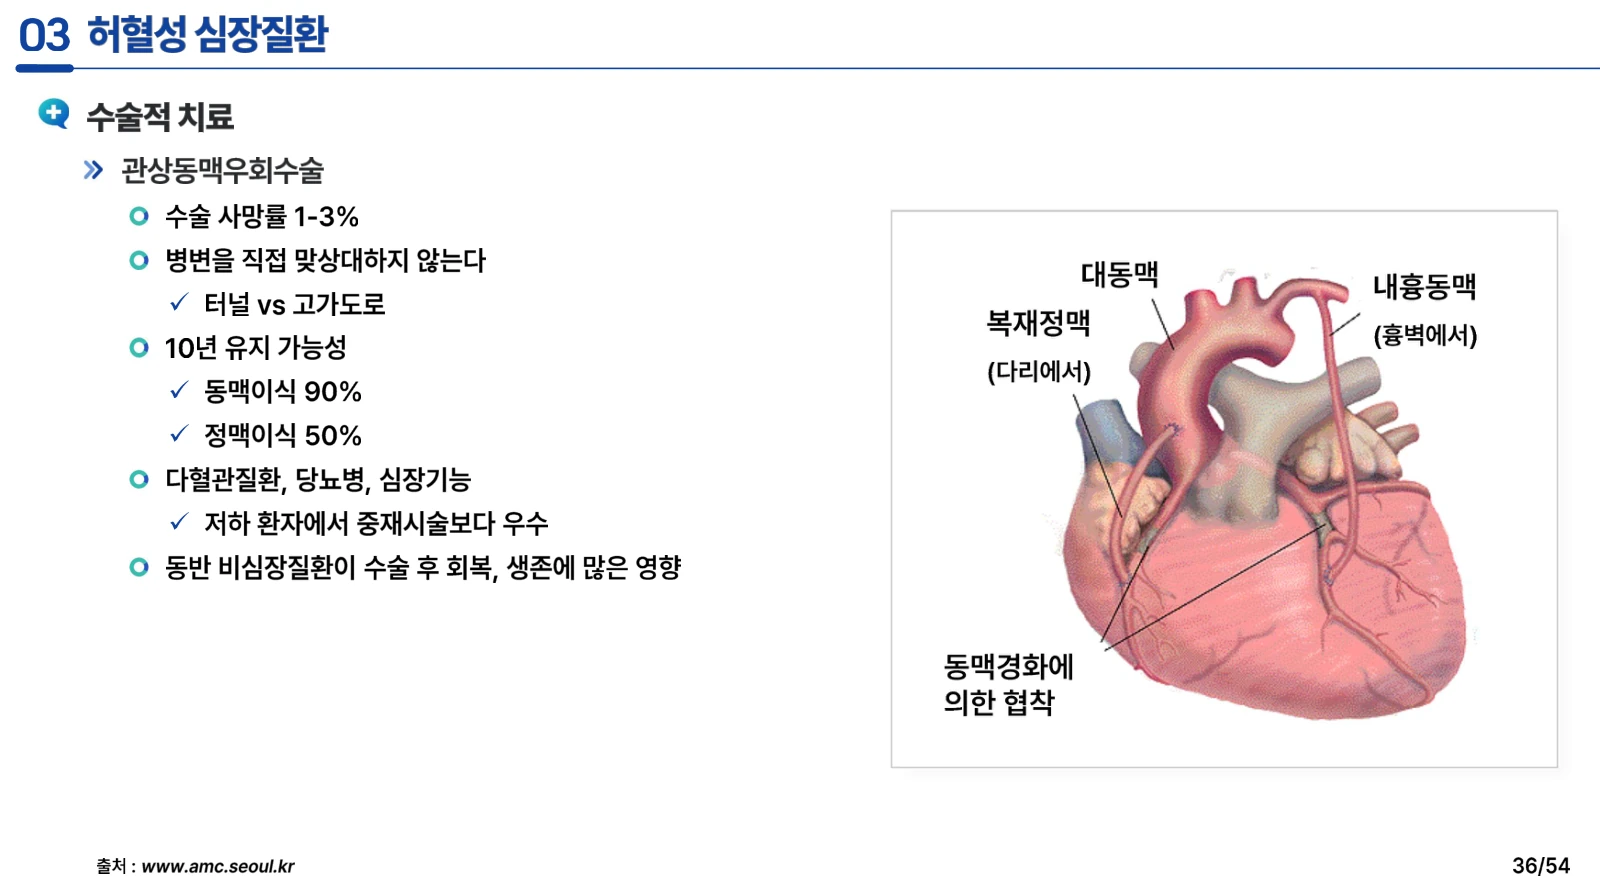 03 허혈성 심장질환
수술적 치료
관상동맥우회수술
수술 사망률 1-3%
병변을 직접 맞상대하지 않는다
터널 vs 고가도로
10년 유지 가능성
동맥이식 90%
정맥이식 50%
다혈관질환, 당뇨병, 심장기능
저하 환자에서 중재시술보다 우수
동반 비심장질환이 수술 후 회복, 생존에 많은 영향
대동맥
복재정맥
(다리에서)
내흉동맥
(흉벽에서)
동맥경화에
의한 협착
출처 : www.amc.seoul.kr
36/54